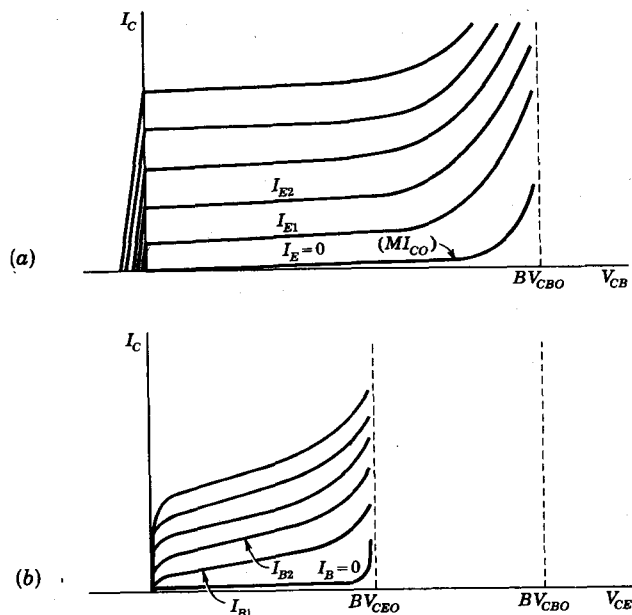 I_C
I_E2
I_E1
I_E=0
(MI_CO)
(a)
BV_CBO
V_CB
I_C
I_B2
I_B=0
(b)
I_B1
BV_CEO
BV_CBO
V_CE